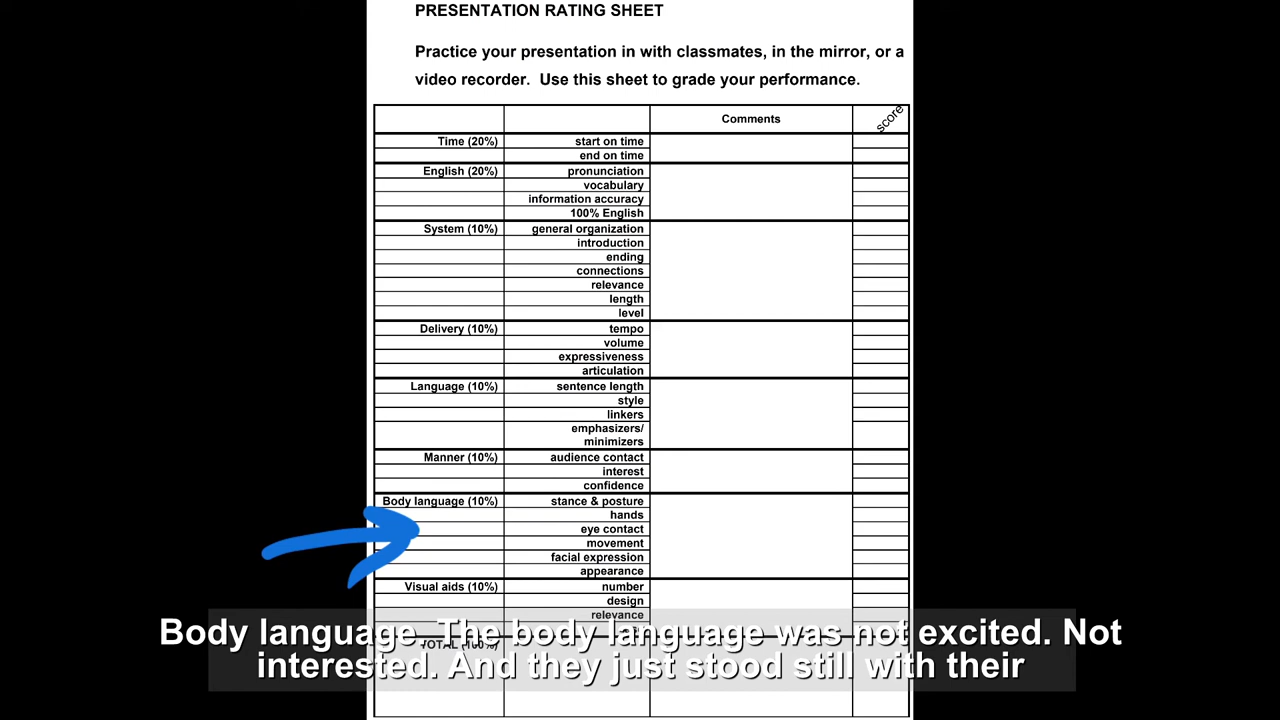 PRESENTATION RATING SHEET
Practice your presentation in with classmates, in the mirror, or a
video recorder. Use this sheet to grade your performance.
Comments score
Time (20%) start on time
end on time
English (20%) pronunciation
vocabulary
information accuracy
100% English
System (10%) general organization
introduction
ending
connections
relevance
length
level
Delivery (10%) tempo
volume
expressiveness
articulation
Language (10%) sentence length
style
linkers
emphasizers/
minimizers
Manner (10%) audience contact
interest
confidence
Body language (10%) stance & posture
hands
eye contact
movement
facial expression
appearance
Visual aids (10%) number
design
relevance
TOTAL (100%)
Body language. The body language was not excited. Not
interested. And they just stood still with their